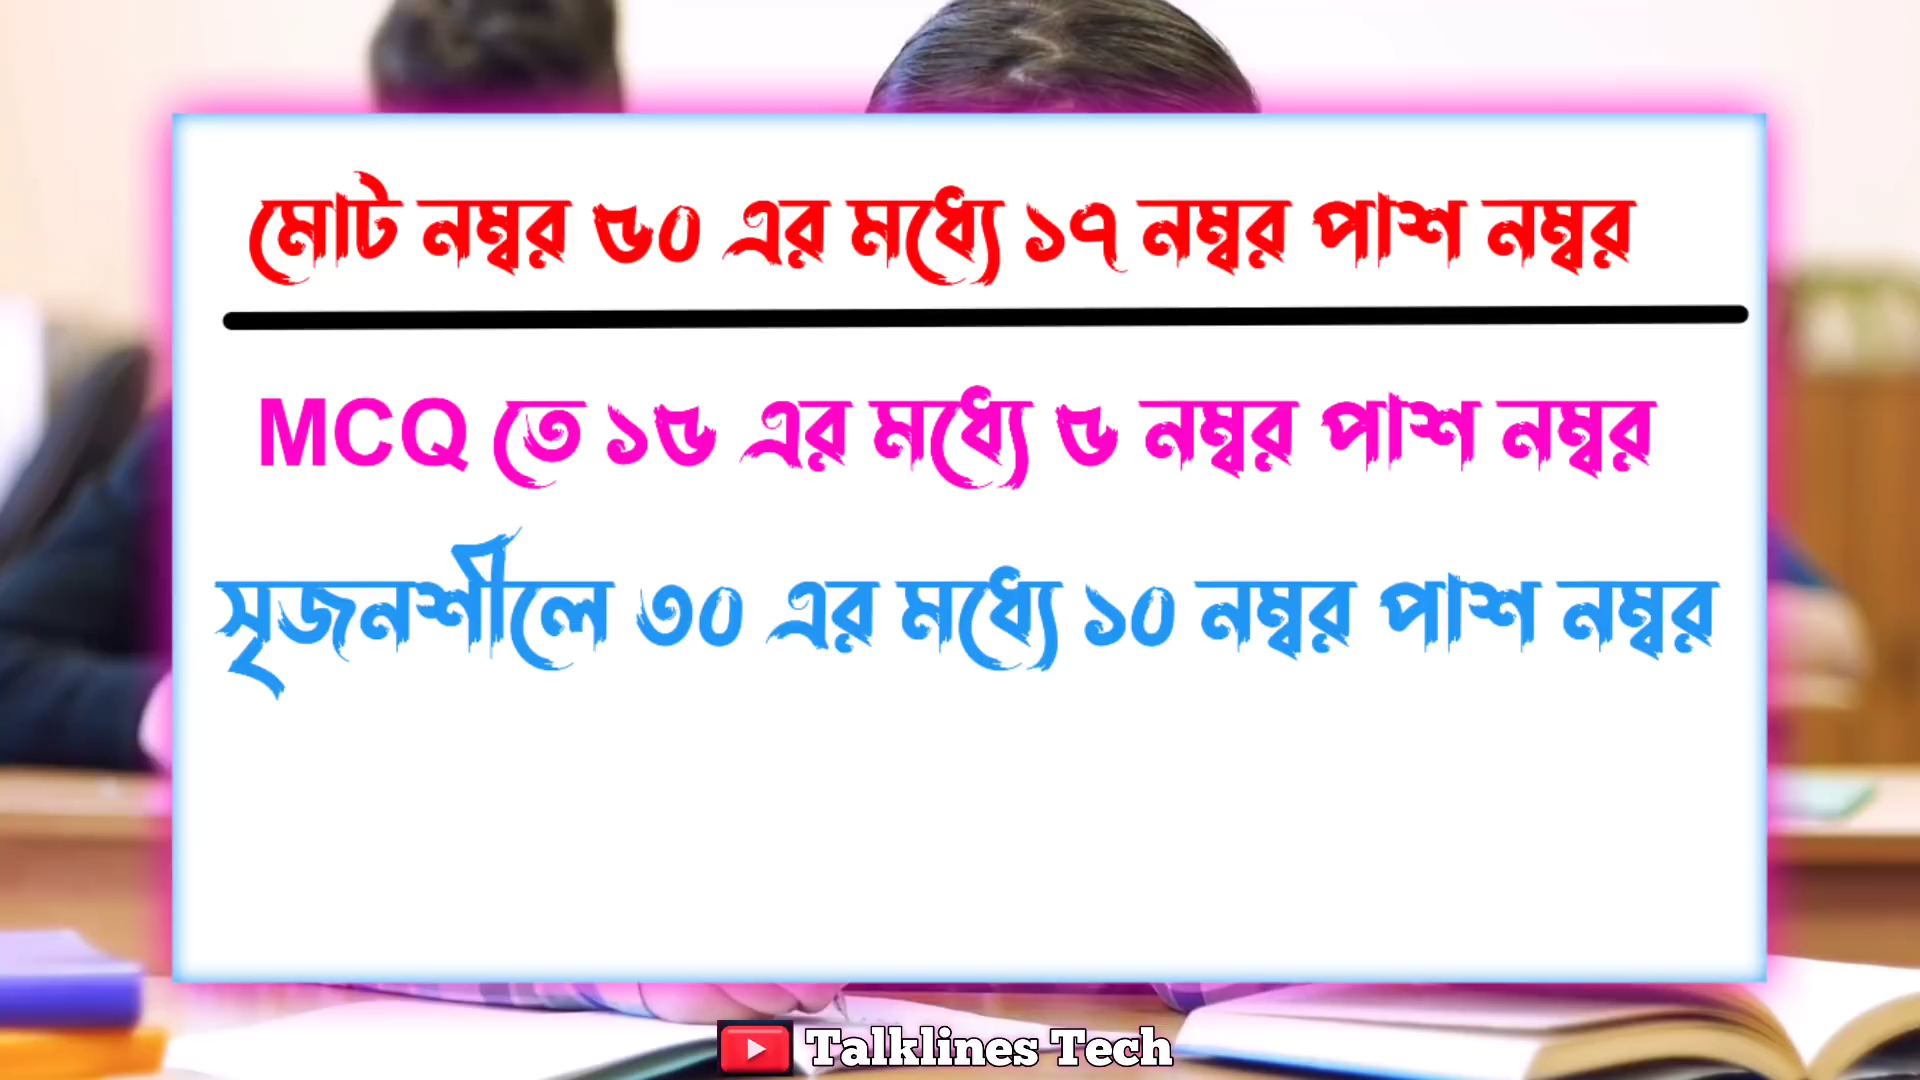 মোট নম্বর ৫০ এর মধ্যে ১৭ নম্বর পাশ নম্বর
MCQ তে ১৫ এর মধ্যে ৫ নম্বর পাশ নম্বর
সৃজনশীলে ৩০ এর মধ্যে ১০ নম্বর পাশ নম্বর
Talklines Tech